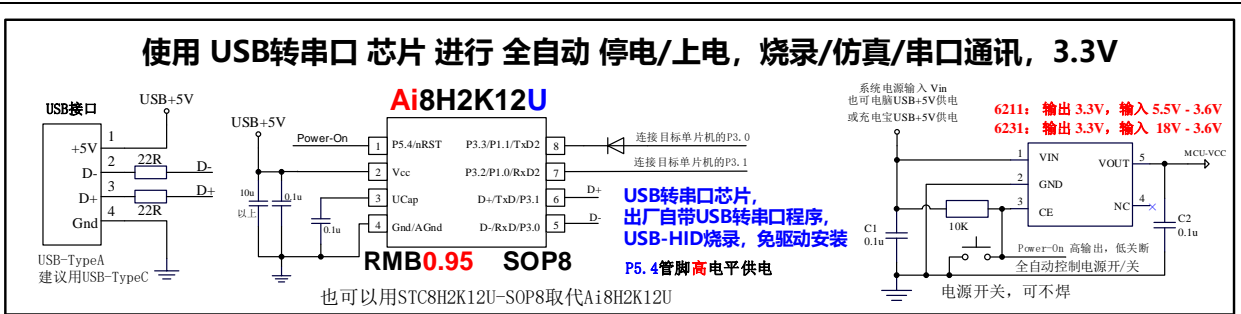 使用 USB转串口 芯片 进行 全自动 停电/上电，烧录/仿真/串口通讯，3.3V
USB接口
USB+5V
+5V
1
D-
2
22R
D-
D+
3
22R
D+
Gnd
4
USB-TypeA
建议用USB-TypeC
Ai8H2K12U
USB+5V
Power-On
10u
以上
0.1u
0.1u
1
P5.4/nRST
P3.3/P1.1/TxD2
8
连接目标单片机的P3.0
2
Vcc
P3.2/P1.0/RxD2
7
连接目标单片机的P3.1
3
UCap
D+/TxD/P3.1
6
D+
4
Gnd/AGnd
D-/RxD/P3.0
5
D-
RMB0.95 SOP8
也可以用STC8H2K12U-SOP8取代Ai8H2K12U
USB转串口芯片，
出厂自带USB转串口程序，
USB-HID烧录，免驱动安装
P5.4管脚高电平供电
系统电源输入 Vin
也可电脑USB+5V供电
或充电宝USB+5V供电
6211： 输出 3.3V，输入 5.5V - 3.6V
6231： 输出 3.3V，输入 18V - 3.6V
1
VIN
VOUT
5
MCU-VCC
2
GND
3
CE
NC
4
10K
C1
0.1u
C2
0.1u
Power-On 高输出，低关断
全自动控制电源开/关
电源开关，可不焊